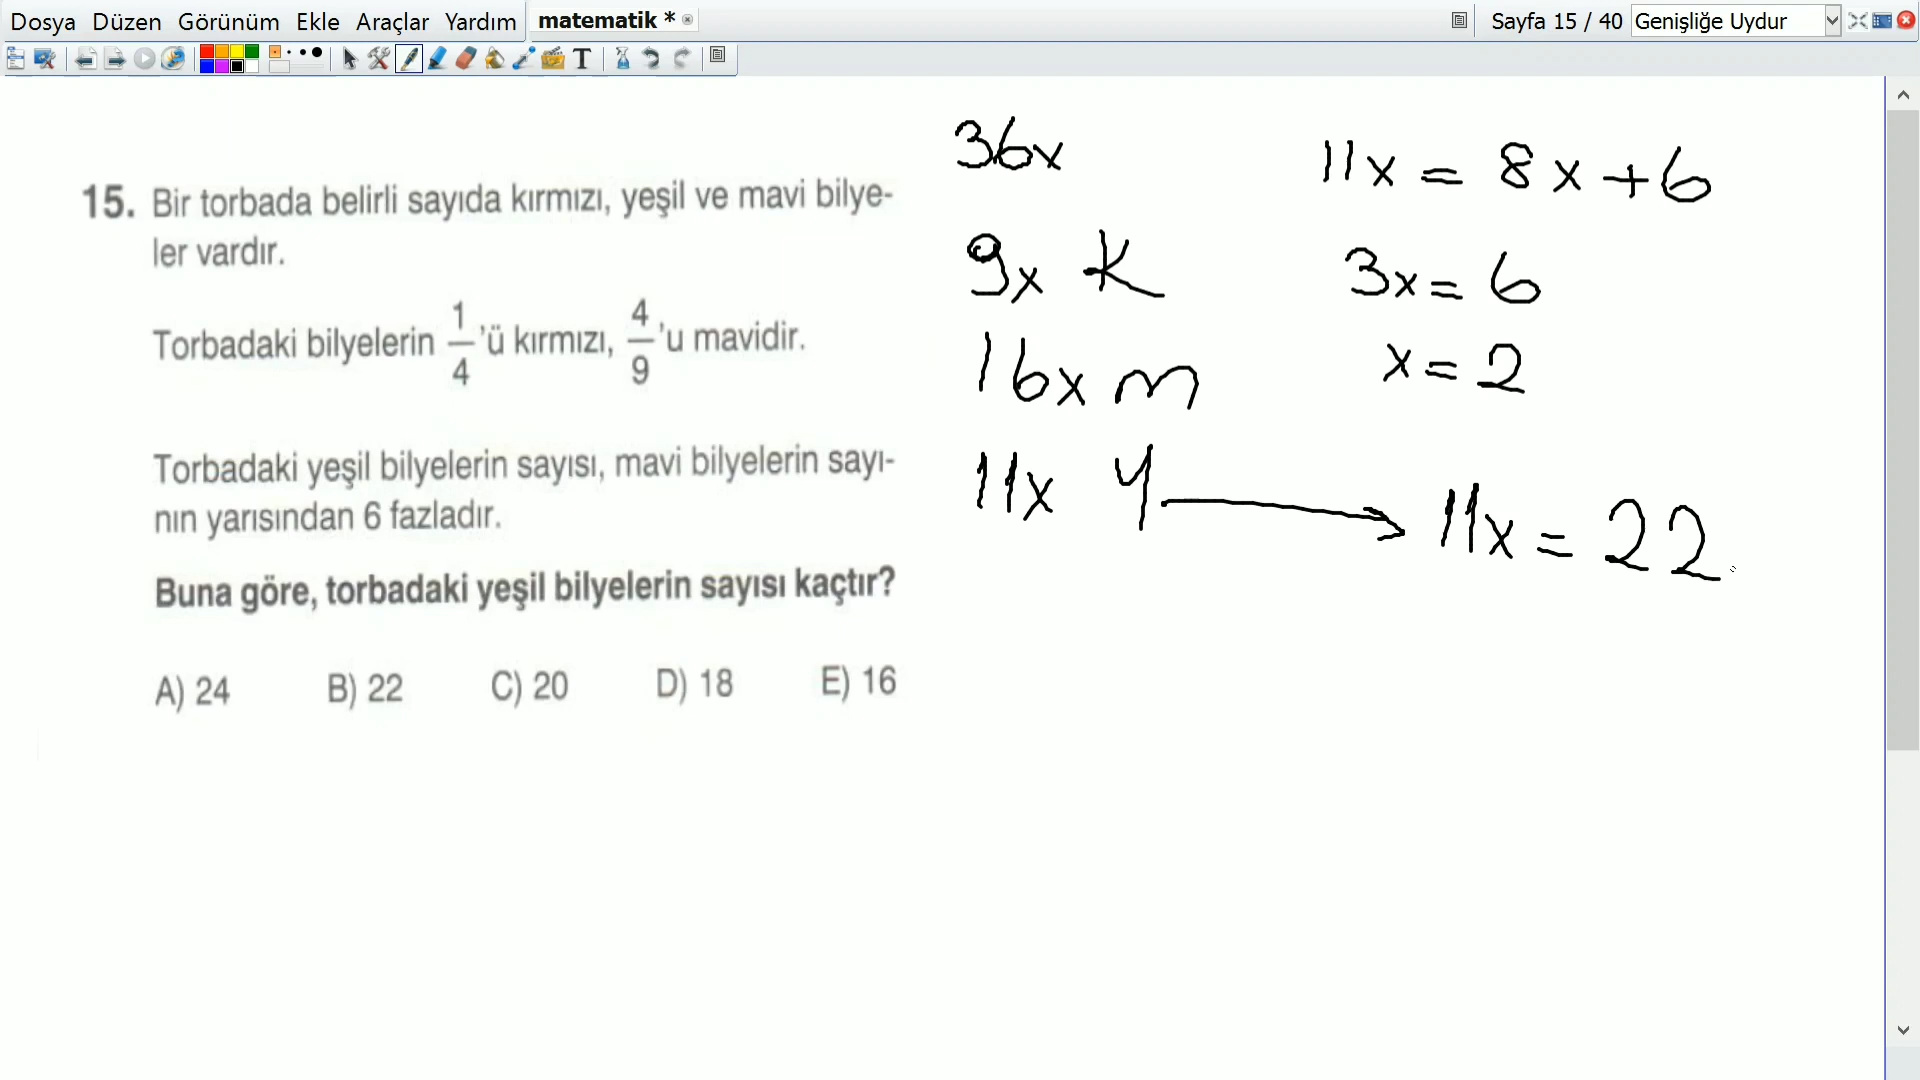 Dosya Düzen Görünüm Ekle Araçlar Yardım matematik * Sayfa 15 / 40 Genişliğe Uydur
15. Bir torbada belirli sayıda kırmızı, yeşil ve mavi bilye-
ler vardır.
Torbadaki bilyelerin 1/4 'ü kırmızı, 4/9 'u mavidir.
Torbadaki yeşil bilyelerin sayısı, mavi bilyelerin sayı-
nın yarısından 6 fazladır.
Buna göre, torbadaki yeşil bilyelerin sayısı kaçtır?
A) 24 B) 22 C) 20 D) 18 E) 16
36x
9x K
16x m
11x Y
11x = 8x + 6
3x = 6
x = 2
11x = 22